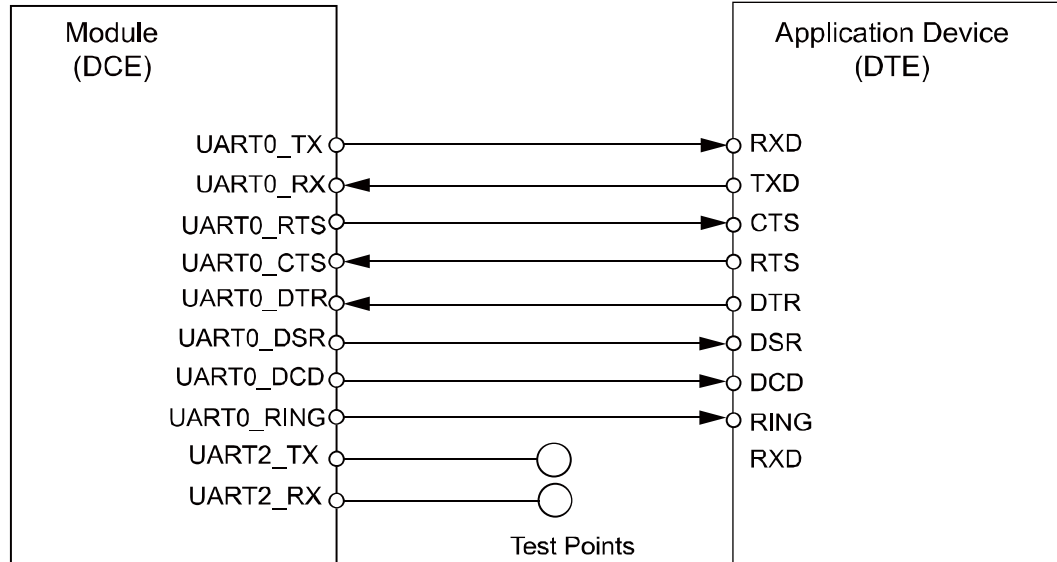 Module
(DCE)
Application Device
(DTE)
UART0_TX
RXD
UART0_RX
TXD
UART0_RTS
CTS
UART0_CTS
RTS
UART0_DTR
DTR
UART0_DSR
DSR
UART0_DCD
DCD
UART0_RING
RING
UART2_TX
RXD
UART2_RX
Test Points